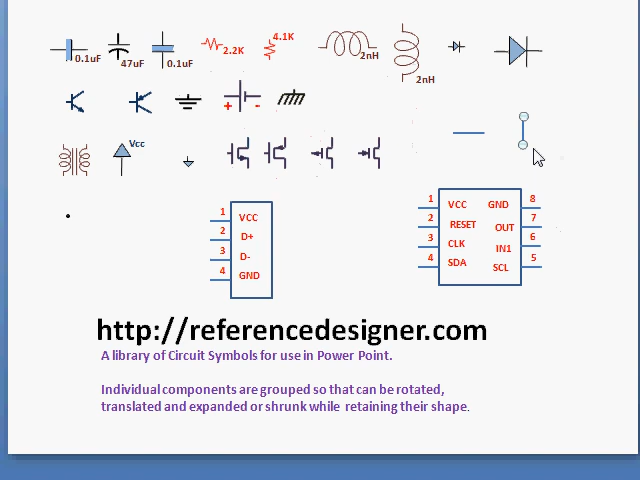 0.1uF
47uF
0.1uF
2.2K
4.1K
2nH
2nH
+ -
Vcc
1 VCC
2 D+
3 D-
4 GND
1 VCC GND 8
2 RESET OUT 7
3 CLK IN1 6
4 SDA SCL 5
http://referencedesigner.com
A library of Circuit Symbols for use in Power Point.
Individual components are grouped so that can be rotated,
translated and expanded or shrunk while retaining their shape.